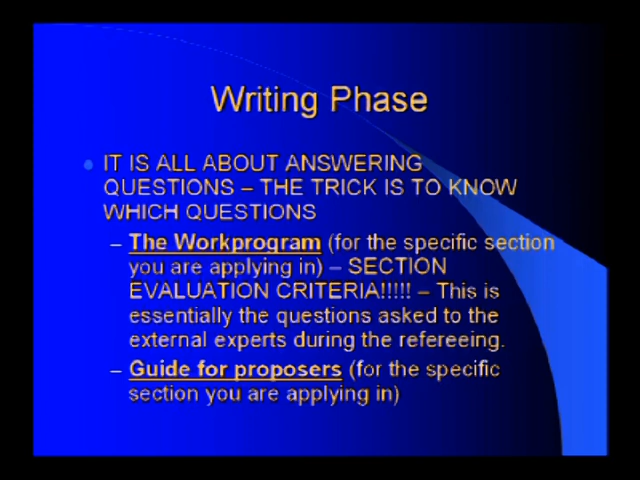 Writing Phase
IT IS ALL ABOUT ANSWERING
QUESTIONS – THE TRICK IS TO KNOW
WHICH QUESTIONS
– The Workprogram (for the specific section
you are applying in) – SECTION
EVALUATION CRITERIA!!!!! – This is
essentially the questions asked to the
external experts during the refereeing.
– Guide for proposers (for the specific
section you are applying in)